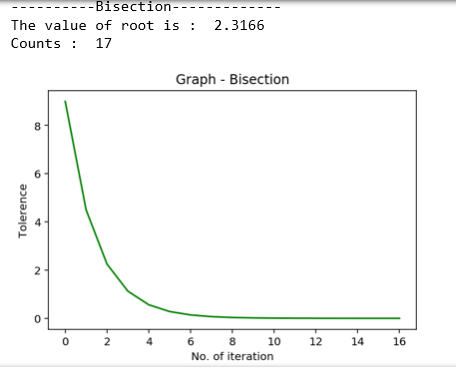 ----------Bisection-------------
The value of root is :  2.3166
Counts :  17
Graph - Bisection
8
6
4
2
0
Tolerence
0 2 4 6 8 10 12 14 16
No. of iteration